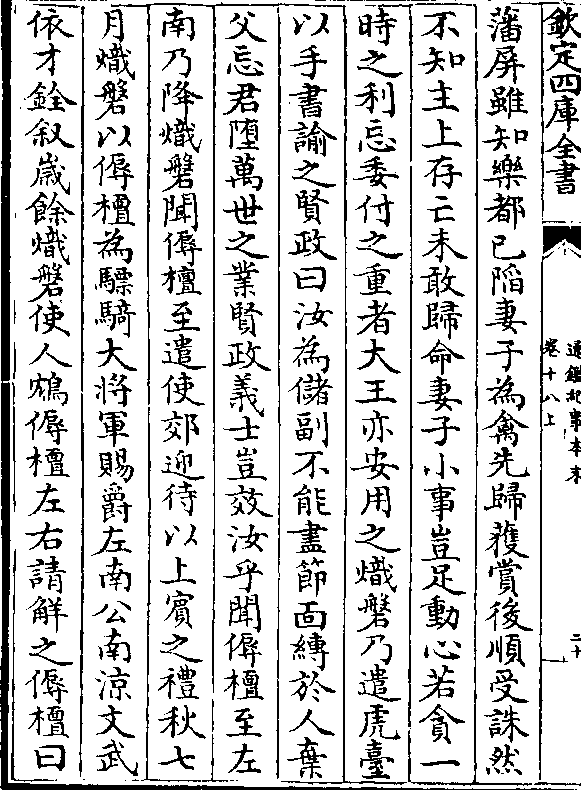 欽定四庫全書
通鑑紀事本末
卷十八上
二十
藩屏雖知樂都已陷妻子為禽先歸獲賞後順受誅然
不知主上存亡未敢歸命妻子小事豈足動心若貪一
時之利忘委付之重者大王亦安用之熾磐乃遣虎臺
以手書諭之賢政曰汝為儲副不能盡節面縛於人棄
父忘君堕萬世之業賢政義士豈效汝乎聞傉檀至左
南乃降熾磐聞傉檀至遣使郊迎待以上賓之禮秋七
月熾磐以傉檀為驃騎大將軍賜爵左南公南涼文武
依才銓叙嵗餘熾磐使人鴆傉檀左右請解之傉檀曰